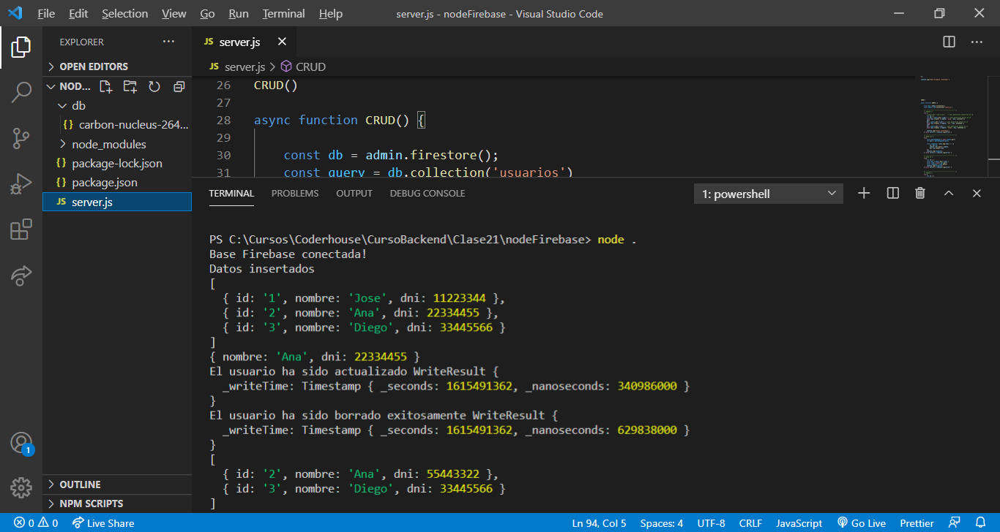 File Edit Selection View Go Run Terminal Help
server.js - nodeFirebase - Visual Studio Code
EXPLORER
OPEN EDITORS
NOD...
db
{} carbon-nucleus-264...
node_modules
{} package-lock.json
{} package.json
JS server.js
OUTLINE
NPM SCRIPTS
JS server.js
JS server.js > CRUD
26 CRUD()
27
28 async function CRUD() {
29
30 const db = admin.firestore();
31 const query = db.collection('usuarios')
TERMINAL PROBLEMS OUTPUT DEBUG CONSOLE
1: powershell
PS C:\Cursos\Coderhouse\CursoBackend\Clase21\nodeFirebase> node .
Base Firebase conectada!
Datos insertados
[
{ id: '1', nombre: 'Jose', dni: 11223344 },
{ id: '2', nombre: 'Ana', dni: 22334455 },
{ id: '3', nombre: 'Diego', dni: 33445566 }
]
{ nombre: 'Ana', dni: 22334455 }
El usuario ha sido actualizado WriteResult {
_writeTime: Timestamp { _seconds: 1615491362, _nanoseconds: 340986000 }
}
El usuario ha sido borrado exitosamente WriteResult {
_writeTime: Timestamp { _seconds: 1615491362, _nanoseconds: 629838000 }
}
[
{ id: '2', nombre: 'Ana', dni: 55443322 },
{ id: '3', nombre: 'Diego', dni: 33445566 }
]
1
0 0 Live Share
Ln 94, Col 5 Spaces: 4 UTF-8 CRLF JavaScript Go Live Prettier